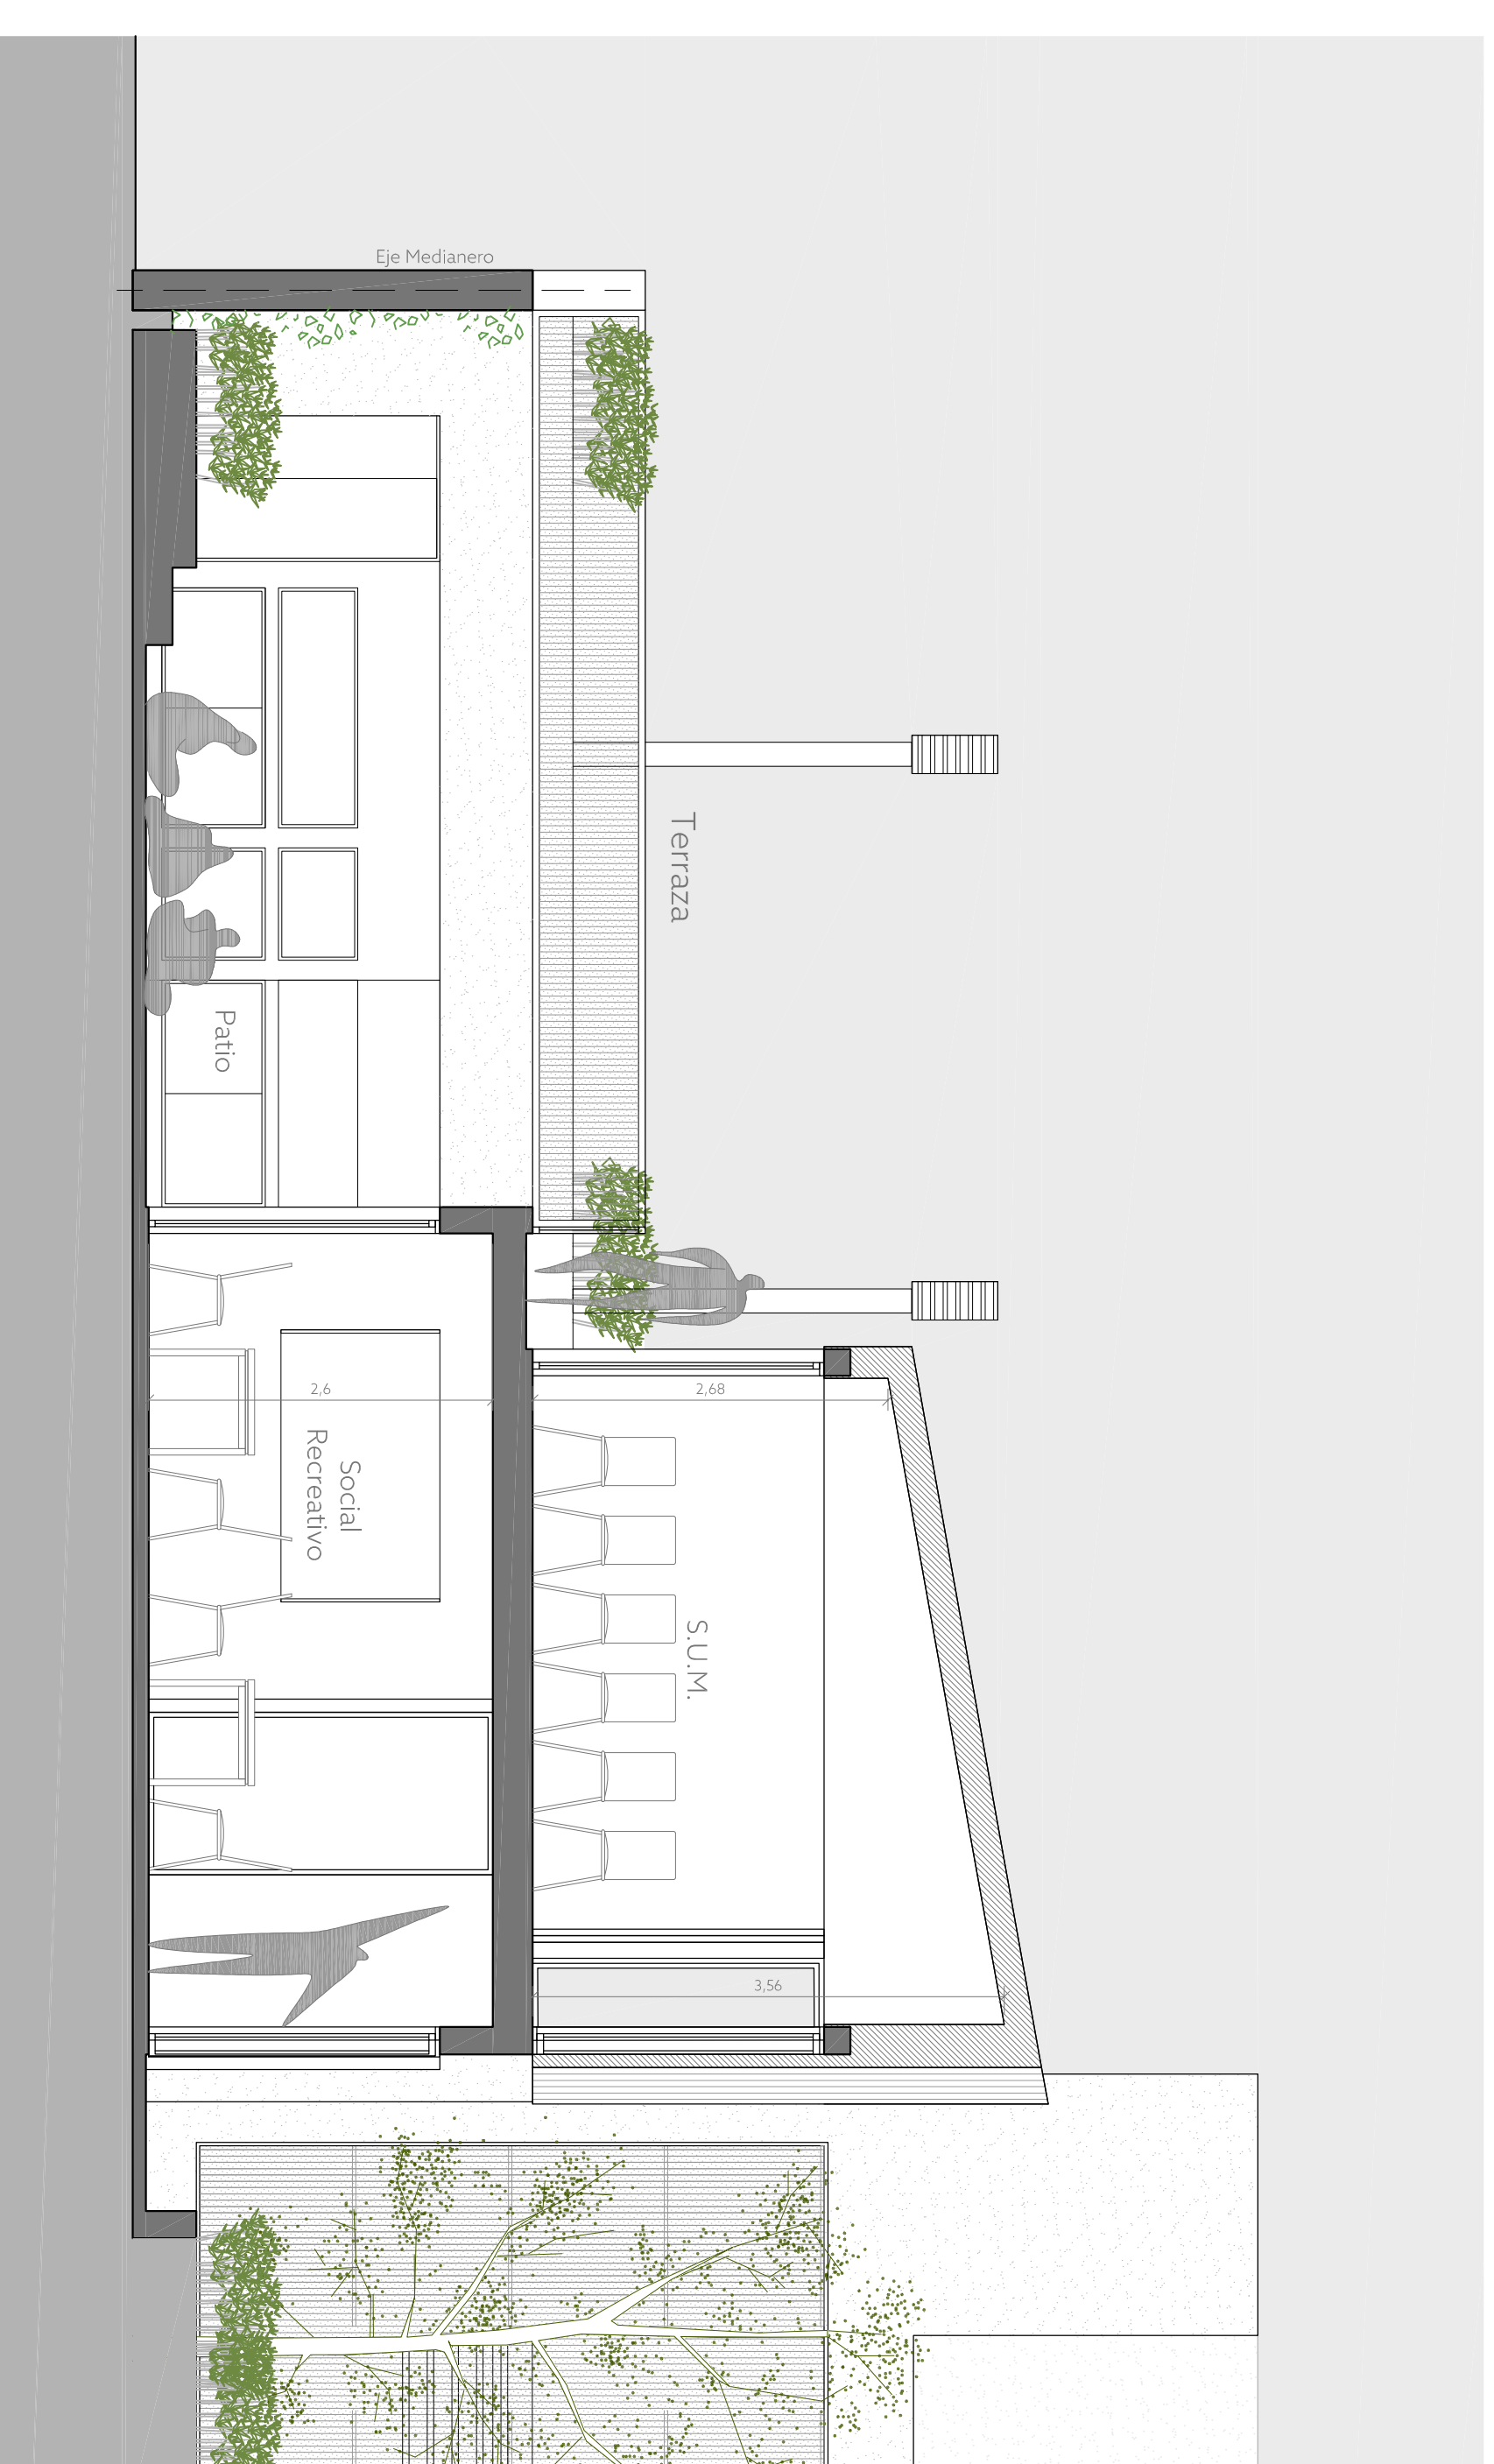 Eje Medianero
Terraza
Patio
2,6
2,68
Social
Recreativo
S.U.M.
3,56